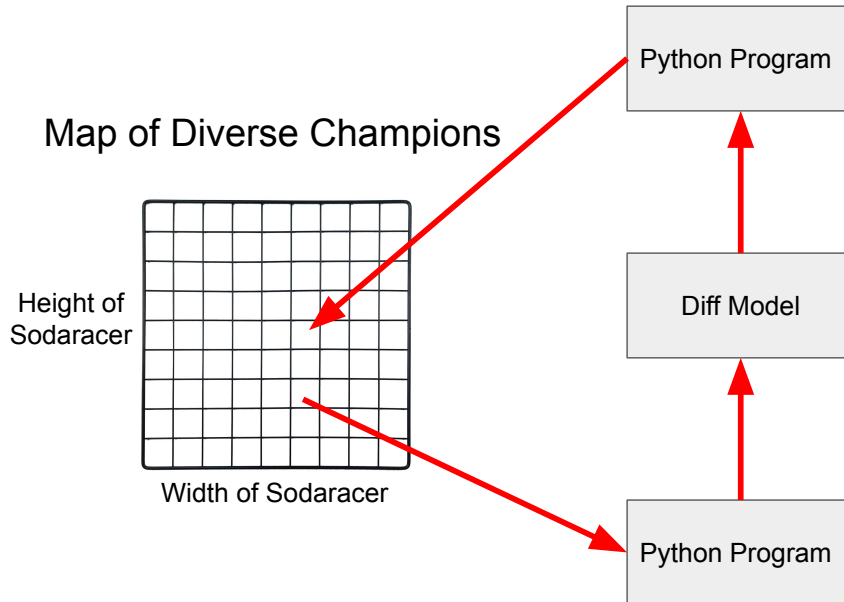 Python Program
Map of Diverse Champions
Height of
Sodaracer
Diff Model
Width of Sodaracer
Python Program